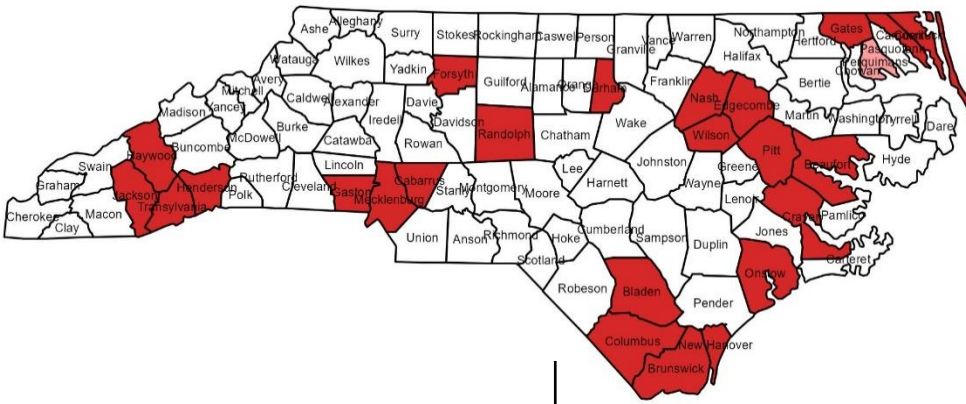 Ashe
Alleghany
Surry
Stokes
Rockingham
Caswell
Person
Granville
Vance
Warren
Northampton
Hertford
Gates
Camden
Currituck
Pasquotank
Perquimans
Chowan
Halifax
Watauga
Wilkes
Yadkin
Forsyth
Guilford
Alamance
Orange
Durham
Franklin
Nash
Edgecombe
Bertie
Martin
Washington
Tyrrell
Dare
Avery
Mitchell
Yancey
Madison
Caldwell
Alexander
Iredell
Davie
Davidson
Randolph
Chatham
Wake
Wilson
Pitt
Beaufort
Hyde
Haywood
Buncombe
McDowell
Burke
Catawba
Rowan
Swain
Graham
Jackson
Henderson
Transylvania
Rutherford
Polk
Cleveland
Lincoln
Gaston
Mecklenburg
Cabarrus
Stanly
Montgomery
Moore
Lee
Harnett
Johnston
Wayne
Greene
Lenoir
Craven
Pamlico
Cherokee
Clay
Macon
Union
Anson
Richmond
Scotland
Hoke
Cumberland
Sampson
Duplin
Jones
Carteret
Onslow
Robeson
Bladen
Pender
Columbus
New Hanover
Brunswick